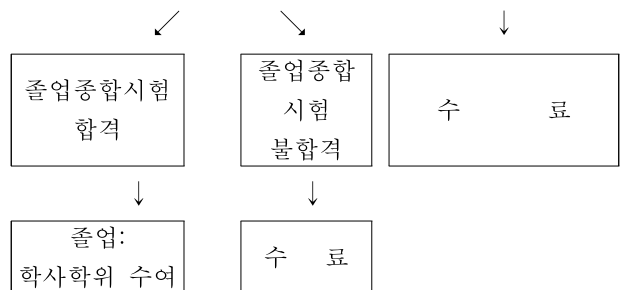 졸업종합시험
합격
졸업종합
시험
불합격
수 료
졸업:
학사학위 수여
수 료